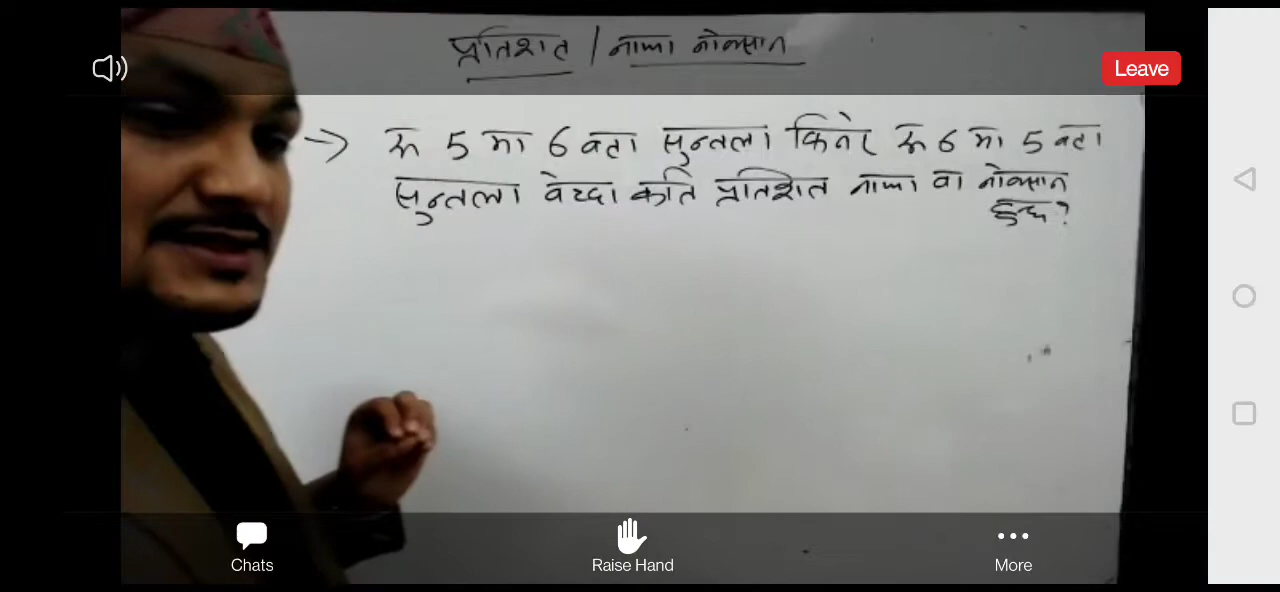 प्रतिशत / नाफा नोक्सान
Leave
→ रू 5 मा 6 वटा सुन्तला किनेर रू 6 मा 5 वटा
सुन्तला बेच्दा कति प्रतिशत नाफा वा नोक्सान
हुन्छ?
Chats
Raise Hand
More